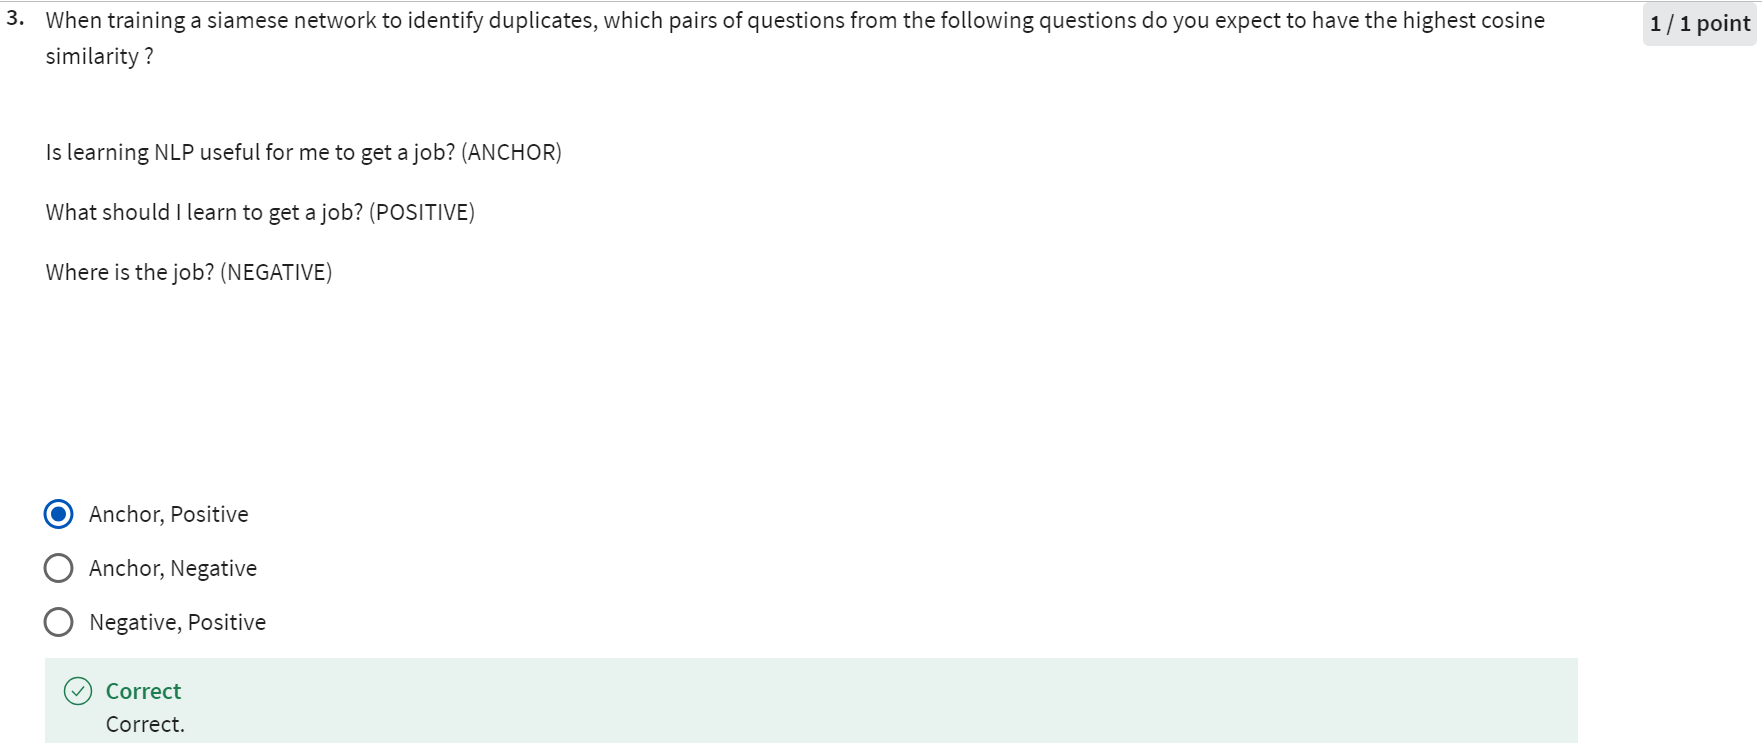 3. When training a siamese network to identify duplicates, which pairs of questions from the following questions do you expect to have the highest cosine
similarity ?
1 / 1 point
Is learning NLP useful for me to get a job? (ANCHOR)
What should I learn to get a job? (POSITIVE)
Where is the job? (NEGATIVE)
Anchor, Positive
Anchor, Negative
Negative, Positive
Correct
Correct.